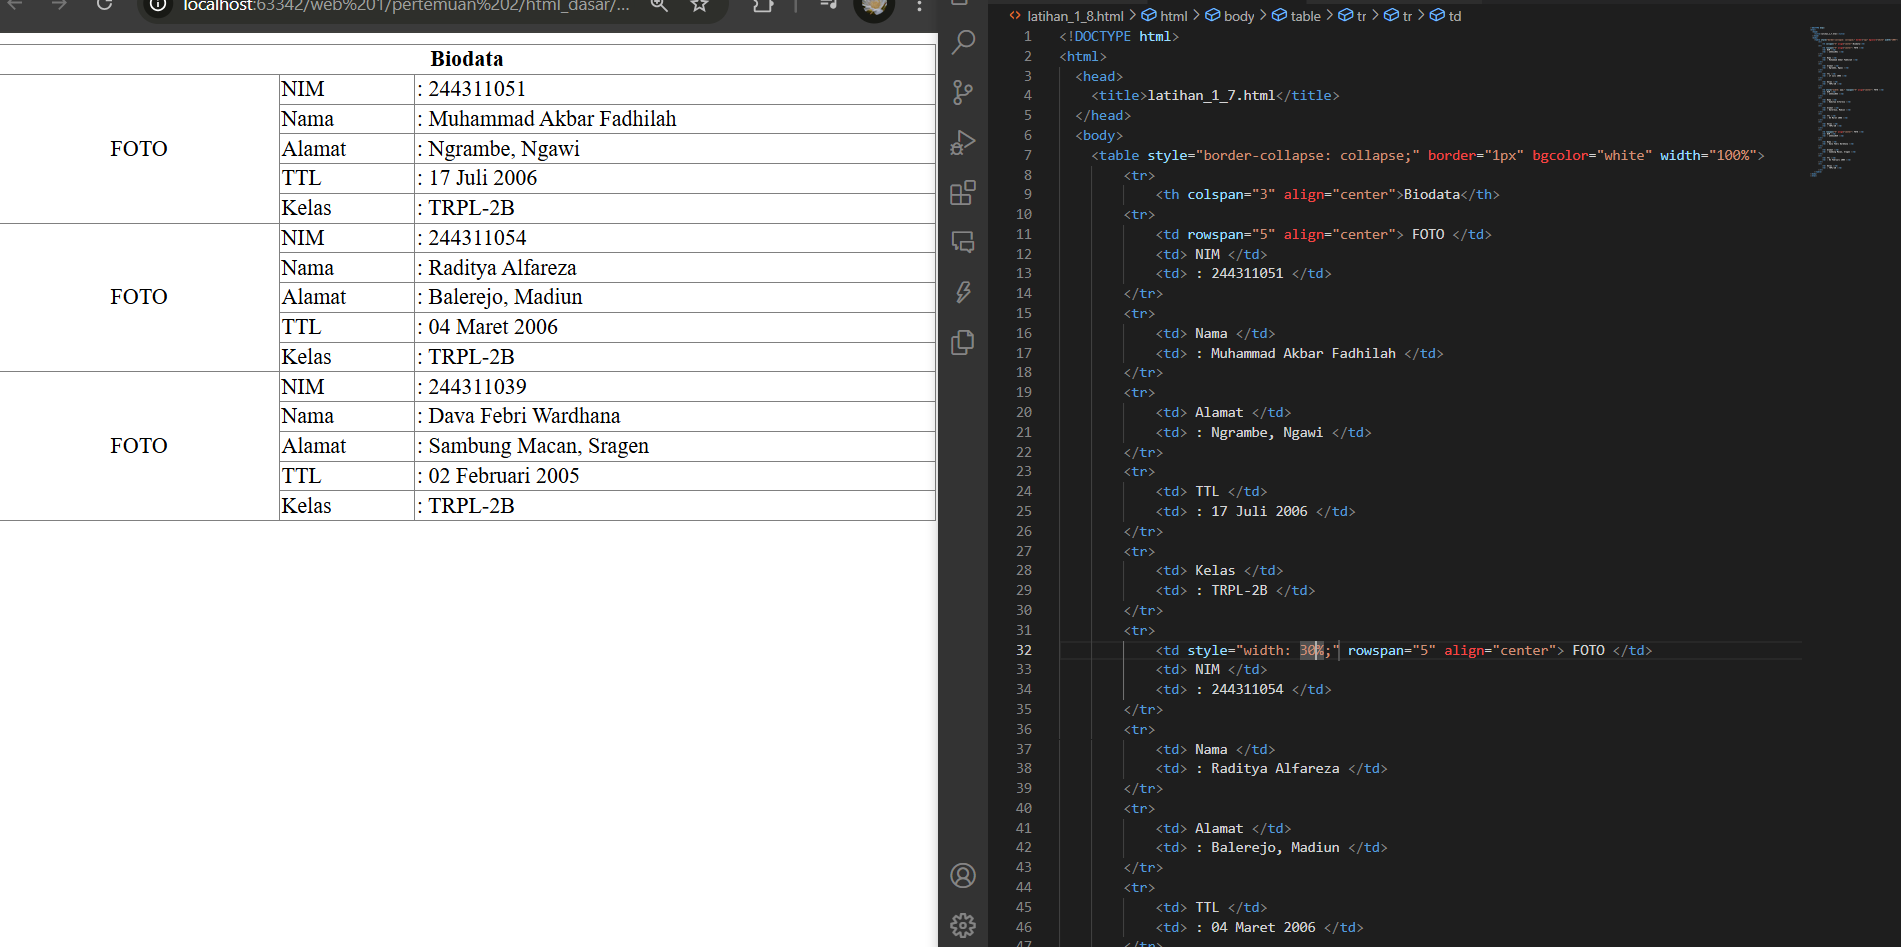 localhost:63342/web%201/pertemuan%202/html_dasar/...
Biodata
FOTO
NIM : 244311051
Nama : Muhammad Akbar Fadhilah
Alamat : Ngrambe, Ngawi
TTL : 17 Juli 2006
Kelas : TRPL-2B
FOTO
NIM : 244311054
Nama : Raditya Alfareza
Alamat : Balerejo, Madiun
TTL : 04 Maret 2006
Kelas : TRPL-2B
FOTO
NIM : 244311039
Nama : Dava Febri Wardhana
Alamat : Sambung Macan, Sragen
TTL : 02 Februari 2005
Kelas : TRPL-2B
latihan_1_8.html > html > body > table > tr > tr > td
1 <!DOCTYPE html>
2 <html>
3 <head>
4 <title>latihan_1_7.html</title>
5 </head>
6 <body>
7 <table style="border-collapse: collapse;" border="1px" bgcolor="white" width="100%">
8 <tr>
9 <th colspan="3" align="center">Biodata</th>
10 <tr>
11 <td rowspan="5" align="center"> FOTO </td>
12 <td> NIM </td>
13 <td> : 244311051 </td>
14 </tr>
15 <tr>
16 <td> Nama </td>
17 <td> : Muhammad Akbar Fadhilah </td>
18 </tr>
19 <tr>
20 <td> Alamat </td>
21 <td> : Ngrambe, Ngawi </td>
22 </tr>
23 <tr>
24 <td> TTL </td>
25 <td> : 17 Juli 2006 </td>
26 </tr>
27 <tr>
28 <td> Kelas </td>
29 <td> : TRPL-2B </td>
30 </tr>
31 <tr>
32 <td style="width: 30%;" rowspan="5" align="center"> FOTO </td>
33 <td> NIM </td>
34 <td> : 244311054 </td>
35 </tr>
36 <tr>
37 <td> Nama </td>
38 <td> : Raditya Alfareza </td>
39 </tr>
40 <tr>
41 <td> Alamat </td>
42 <td> : Balerejo, Madiun </td>
43 </tr>
44 <tr>
45 <td> TTL </td>
46 <td> : 04 Maret 2006 </td>
47 </tr>